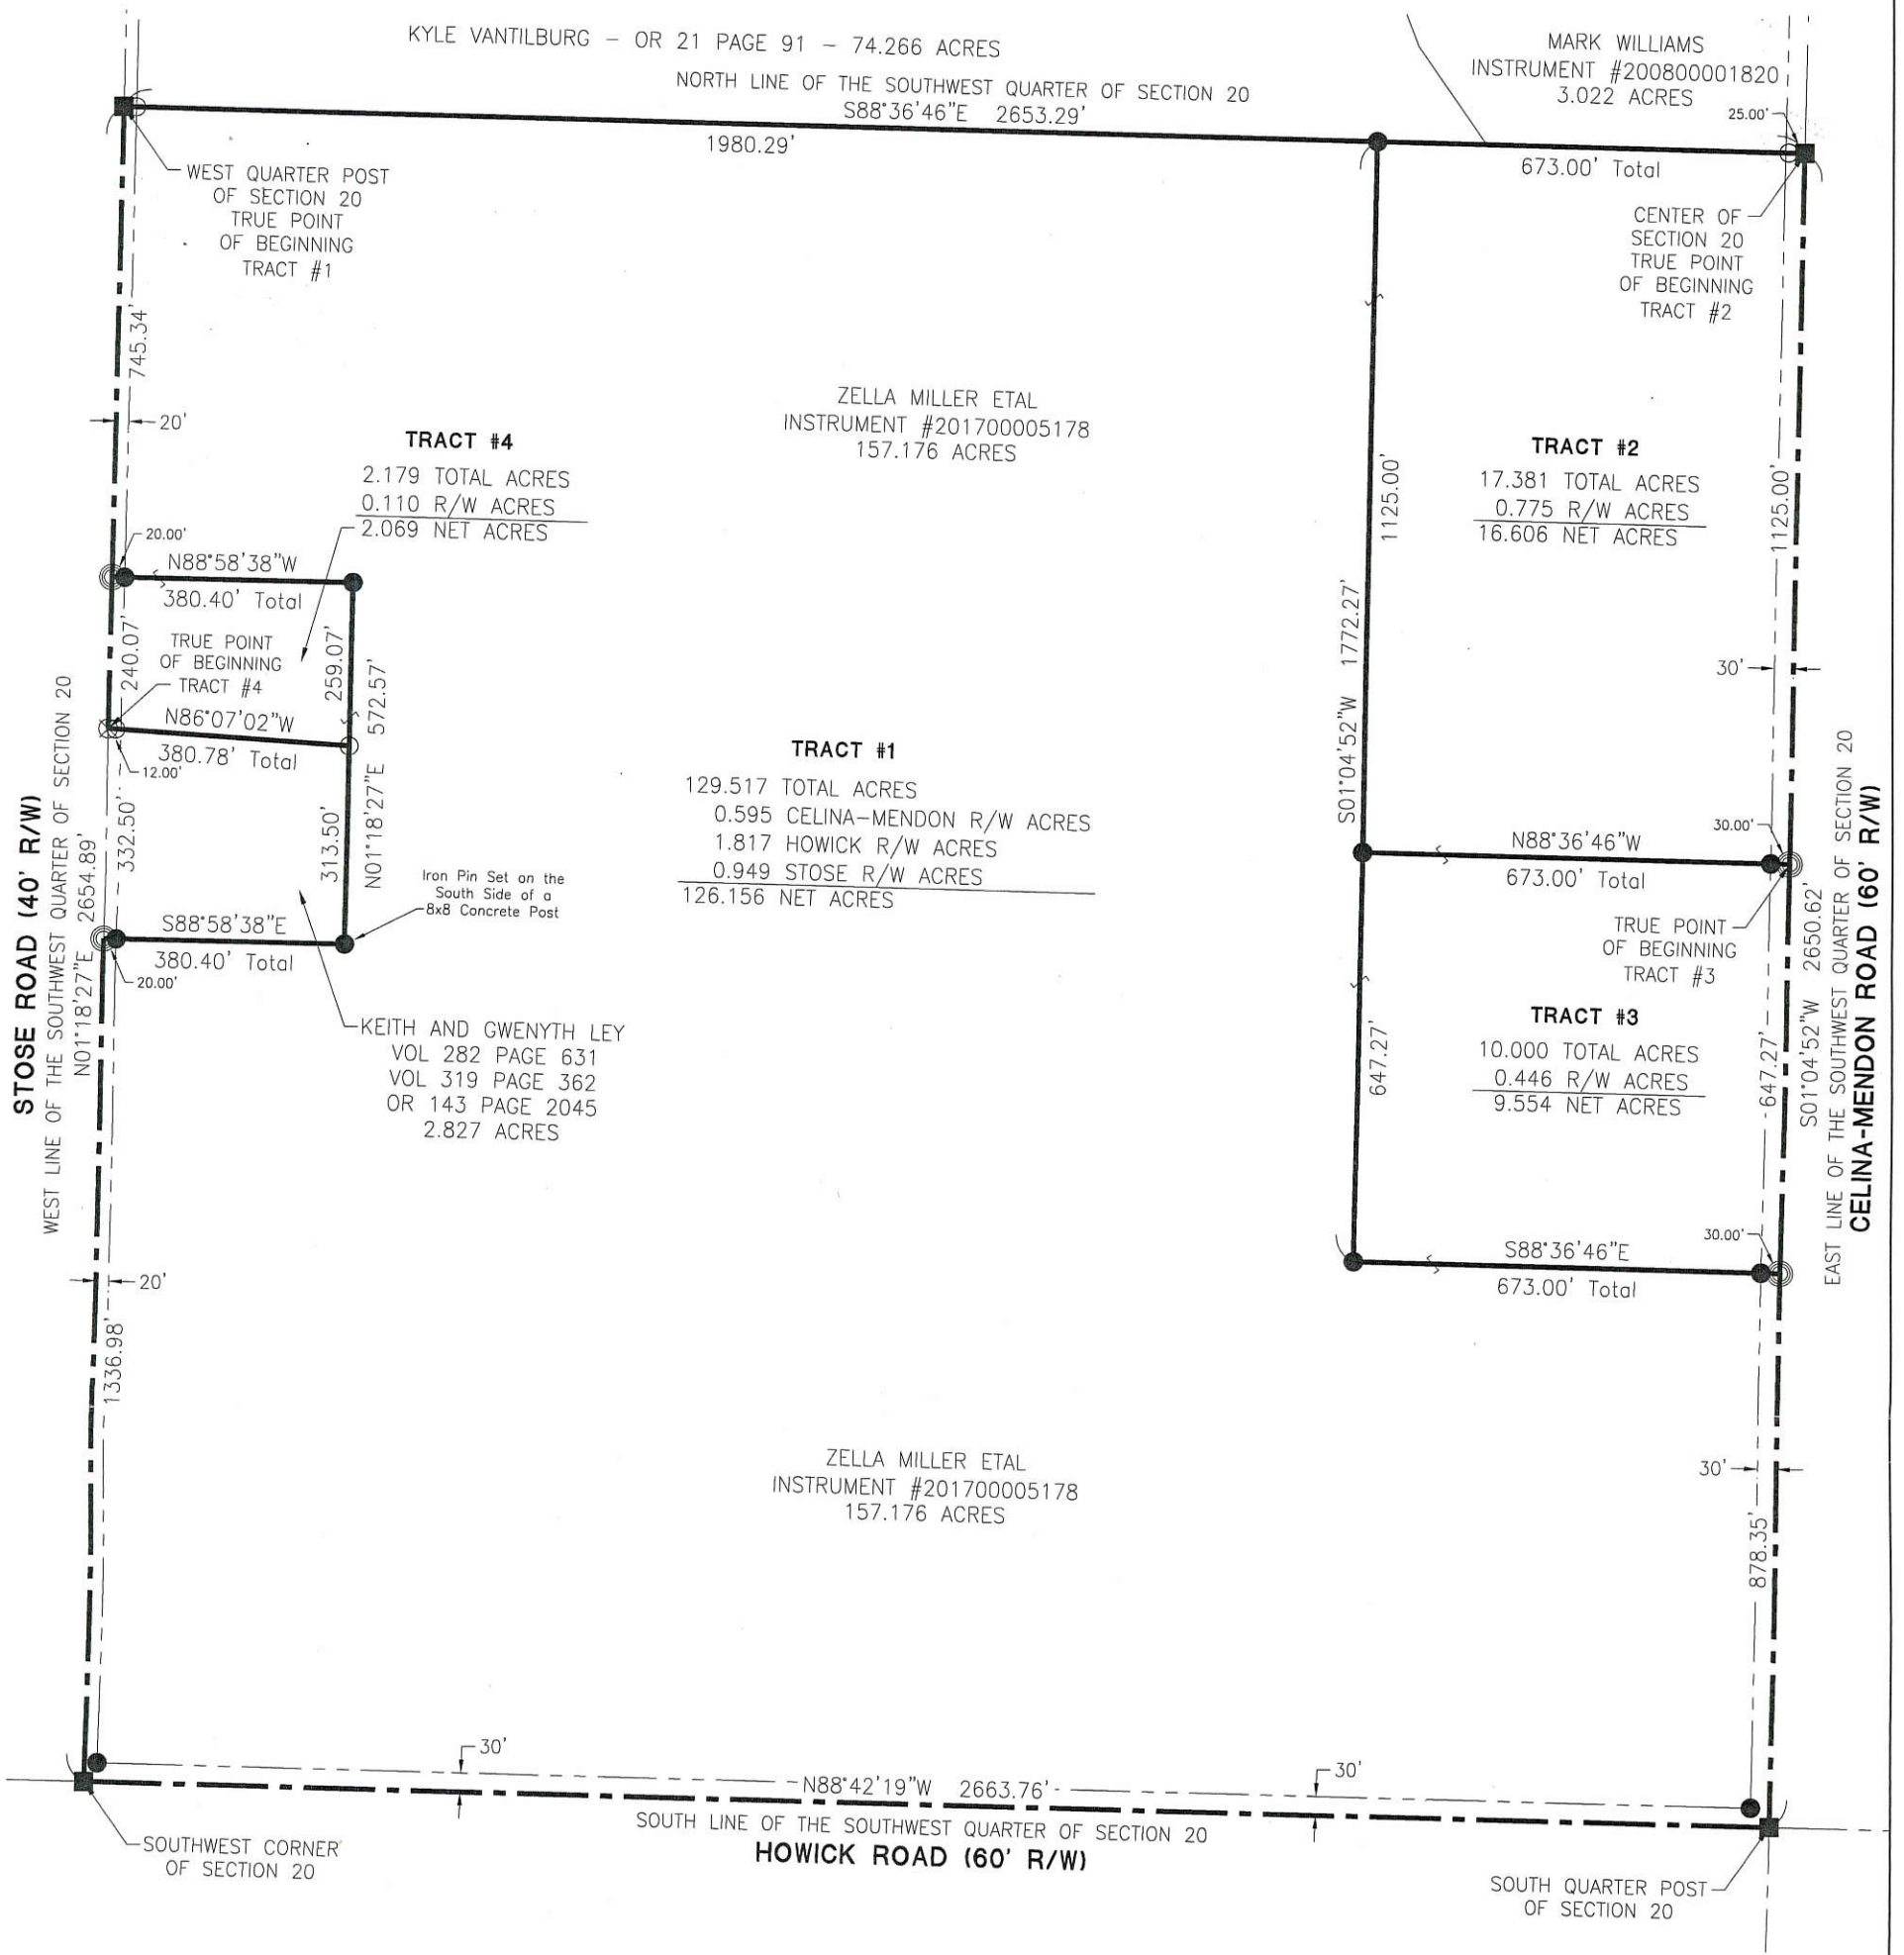 KYLE VANTILBURG – OR 21 PAGE 91 – 74.266 ACRES
MARK WILLIAMS
INSTRUMENT #200800001820
3.022 ACRES
25.00'
NORTH LINE OF THE SOUTHWEST QUARTER OF SECTION 20
S88°36'46"E 2653.29'
1980.29'
673.00' Total
WEST QUARTER POST
OF SECTION 20
TRUE POINT
OF BEGINNING
TRACT #1
CENTER OF
SECTION 20
TRUE POINT
OF BEGINNING
TRACT #2
745.34'
20'
ZELLA MILLER ETAL
INSTRUMENT #201700005178
157.176 ACRES
TRACT #4
2.179 TOTAL ACRES
0.110 R/W ACRES
2.069 NET ACRES
TRACT #2
17.381 TOTAL ACRES
0.775 R/W ACRES
16.606 NET ACRES
1125.00'
1125.00'
20.00'
N88°58'38"W
380.40' Total
240.07'
TRUE POINT
OF BEGINNING
TRACT #4
259.07'
N01°18'27"E 572.57'
S01°04'52"W 1772.27'
30'
N86°07'02"W
380.78' Total
12.00'
332.50'
313.50'
TRACT #1
129.517 TOTAL ACRES
0.595 CELINA-MENDON R/W ACRES
1.817 HOWICK R/W ACRES
0.949 STOSE R/W ACRES
126.156 NET ACRES
Iron Pin Set on the
South Side of a
8x8 Concrete Post
30.00'
N88°36'46"W
673.00' Total
TRUE POINT
OF BEGINNING
TRACT #3
STOSE ROAD (40' R/W)
WEST LINE OF THE SOUTHWEST QUARTER OF SECTION 20
N01°18'27"E 2654.89'
S88°58'38"E
380.40' Total
20.00'
KEITH AND GWENYTH LEY
VOL 282 PAGE 631
VOL 319 PAGE 362
OR 143 PAGE 2045
2.827 ACRES
TRACT #3
10.000 TOTAL ACRES
0.446 R/W ACRES
9.554 NET ACRES
647.27'
647.27'
S01°04'52"W 2650.62'
EAST LINE OF THE SOUTHWEST QUARTER OF SECTION 20
CELINA-MENDON ROAD (60' R/W)
30.00'
S88°36'46"E
673.00' Total
20'
1336.98'
ZELLA MILLER ETAL
INSTRUMENT #201700005178
157.176 ACRES
30'
878.35'
30'
30'
N88°42'19"W 2663.76'
SOUTH LINE OF THE SOUTHWEST QUARTER OF SECTION 20
HOWICK ROAD (60' R/W)
SOUTHWEST CORNER
OF SECTION 20
SOUTH QUARTER POST
OF SECTION 20